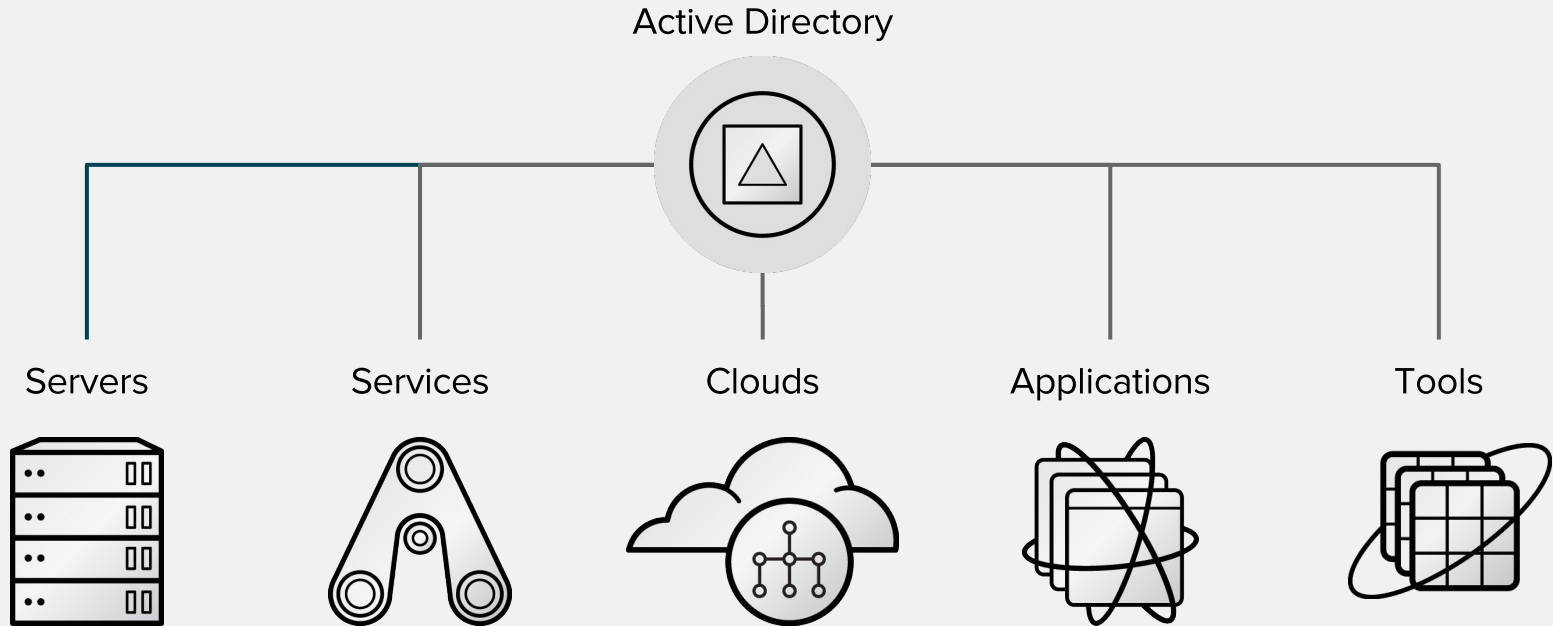 Active Directory
Servers
Services
Clouds
Applications
Tools